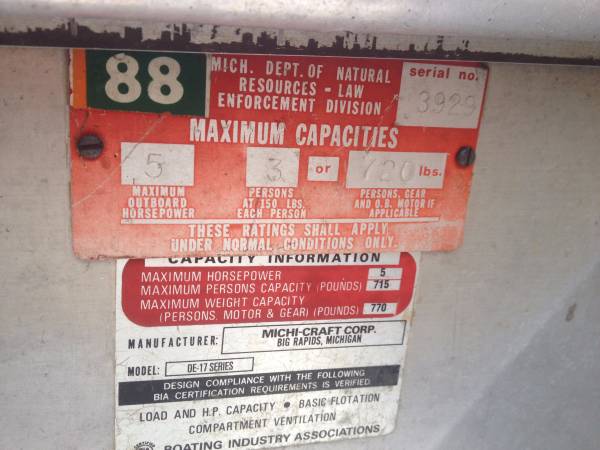 88
MICH. DEPT. OF NATURAL
RESOURCES - LAW
ENFORCEMENT DIVISION
serial no.
3929
MAXIMUM CAPACITIES
5 3 or 720 lbs.
MAXIMUM
OUTBOARD
HORSEPOWER
PERSONS
AT 150 LBS.
EACH PERSON
PERSONS, GEAR
AND O.B. MOTOR IF
APPLICABLE
THESE RATINGS SHALL APPLY
UNDER NORMAL CONDITIONS ONLY.
CAPACITY INFORMATION
MAXIMUM HORSEPOWER 5
MAXIMUM PERSONS CAPACITY (POUNDS) 715
MAXIMUM WEIGHT CAPACITY
(PERSONS, MOTOR & GEAR) (POUNDS) 770
MANUFACTURER: MICHI-CRAFT CORP.
BIG RAPIDS, MICHIGAN
MODEL: DE-17 SERIES
DESIGN COMPLIANCE WITH THE FOLLOWING
BIA CERTIFICATION REQUIREMENTS IS VERIFIED.
LOAD AND H.P. CAPACITY • BASIC FLOTATION
COMPARTMENT VENTILATION
BOATING INDUSTRY ASSOCIATIONS